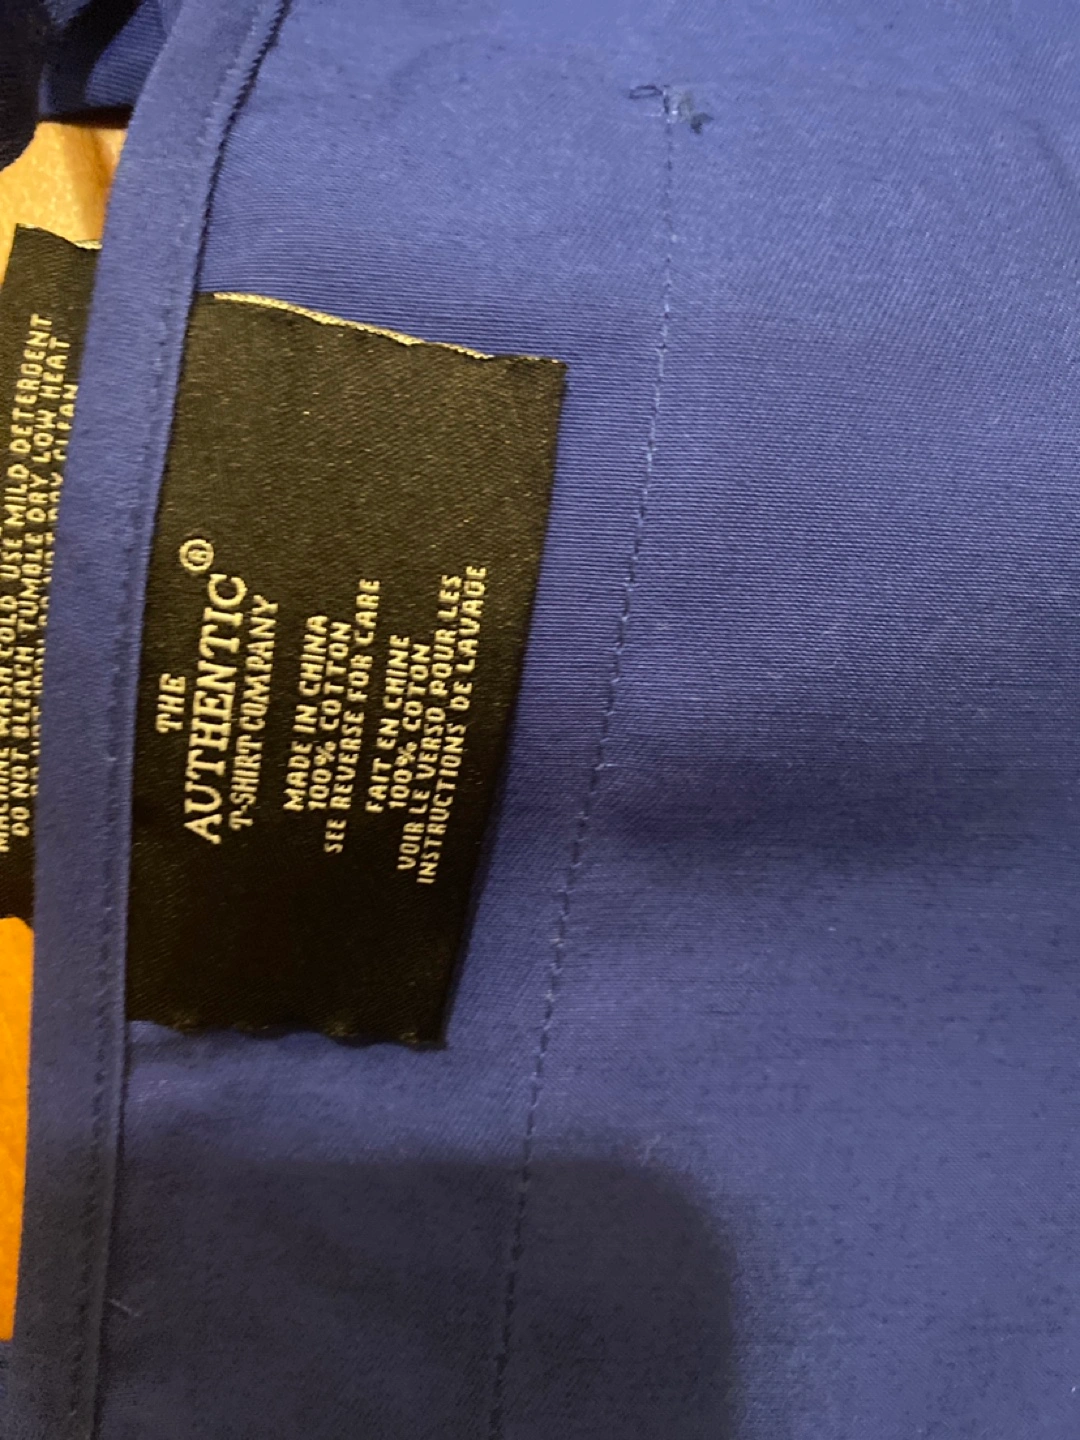 THE
AUTHENTIC®
T-SHIRT COMPANY
MADE IN CHINA
100% COTTON
SEE REVERSE FOR CARE
FAIT EN CHINE
100% COTON
VOIR LE VERSO POUR LES
INSTRUCTIONS DE LAVAGE
MACHINE WASH COLD USE MILD DETERGENT
DO NOT BLEACH TUMBLE DRY LOW HEAT
DRY CLEAN